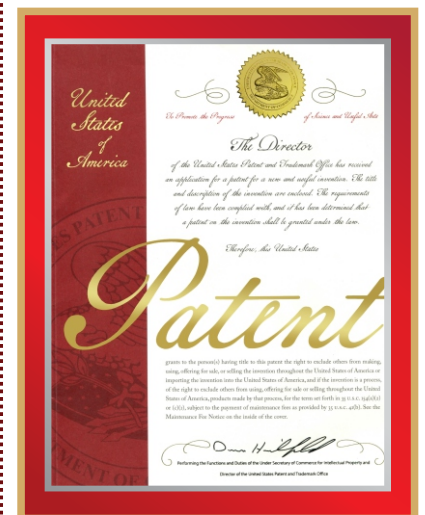 United
States
of
America
To Promote the Progress
of Science and Useful Arts
The Director
of the United States Patent and Trademark Office has received
an application for a patent for a new and useful invention. The title
and description of the invention are enclosed. The requirements
of law have been complied with, and it has been determined that
a patent on the invention shall be granted under the law.
Therefore, this United States
Patent
grants to the person(s) having title to this patent the right to exclude others from making,
using, offering for sale, or selling the invention throughout the United States of America or
importing the invention into the United States of America, and if the invention is a process,
of the right to exclude others from using, offering for sale or selling throughout the United
States of America, products made by that process, for the term set forth in 35 U.S.C. 154(a)(2)
or (c)(1), subject to the payment of maintenance fees as provided by 35 U.S.C. 41(b). See the
Maintenance Fee Notice on the inside of the cover.
Performing the Functions and Duties of the Under Secretary of Commerce for Intellectual Property and
Director of the United States Patent and Trademark Office